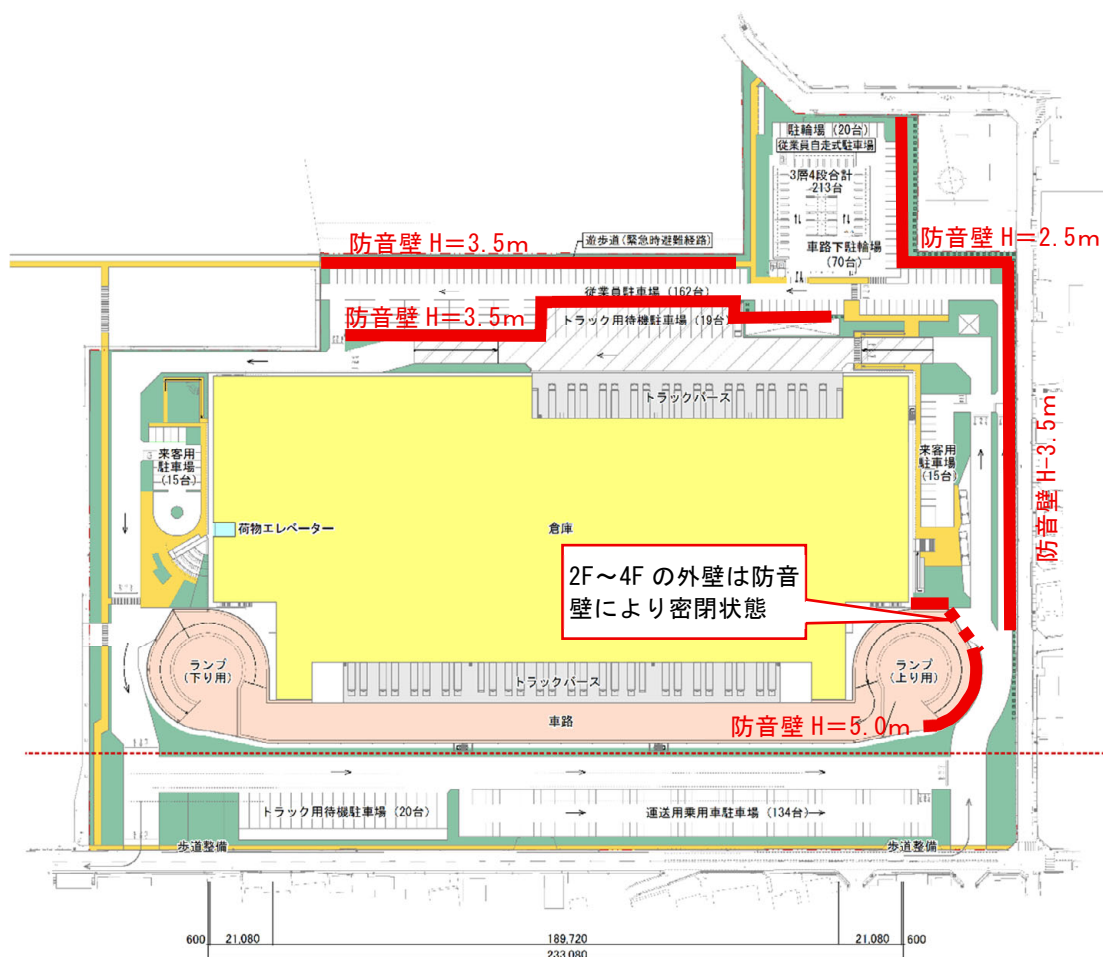 駐輪場 (20台)
従業員自走式駐車場
3層4段合計
213台
車路下駐輪場
(70台)
防音壁 H＝2.5m
防音壁 H＝3.5m
遊歩道(緊急時避難経路)
従業員駐車場 (162台)
防音壁 H＝3.5m
トラック用待機駐車場 (19台)
トラックバース
来客用
駐車場
(15台)
来客用
駐車場
(15台)
防音壁 H-3.5m
荷物エレベーター
倉庫
2F～4F の外壁は防音
壁により密閉状態
ランプ
(下り用)
ランプ
(上り用)
トラックバース
車路
防音壁 H＝5.0m
トラック用待機駐車場 (20台)
運送用乗用車駐車場 (134台)
歩道整備
歩道整備
600 21,080 189,720 21,080 600
233,080